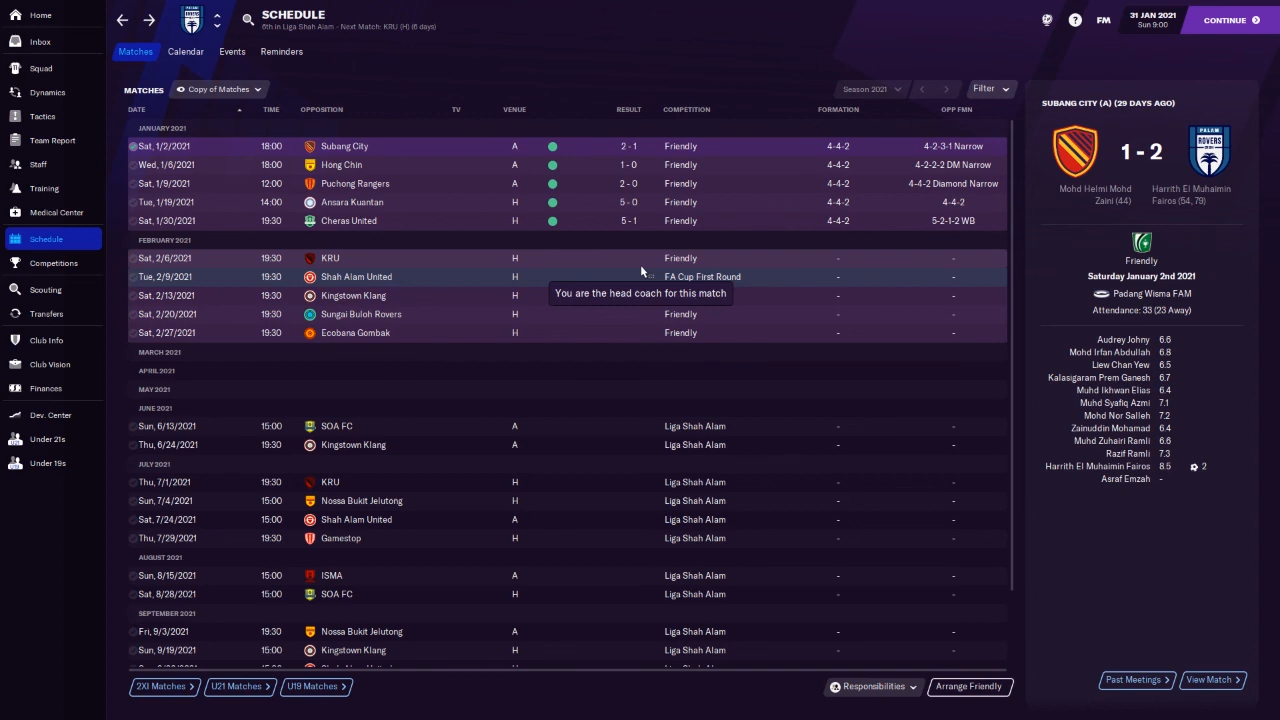 Home
Inbox
Squad
Dynamics
Tactics
Team Report
Staff
Training
Medical Center
Schedule
Competitions
Scouting
Transfers
Club Info
Club Vision
Finances
Dev. Center
Under 21s
Under 19s
PALAM ROVERS
SCHEDULE
6th in Liga Shah Alam - Next Match: KRU (H) (6 days)
FM
31 JAN 2021
Sun 9:00
CONTINUE
Matches Calendar Events Reminders
MATCHES Copy of Matches Season 2021 Filter
DATE TIME OPPOSITION TV VENUE RESULT COMPETITION FORMATION OPP FMN
JANUARY 2021
Sat, 1/2/2021 18:00 Subang City A 2 - 1 Friendly 4-4-2 4-2-3-1 Narrow
Wed, 1/6/2021 18:00 Hong Chin A 1 - 0 Friendly 4-4-2 4-2-2-2 DM Narrow
Sat, 1/9/2021 12:00 Puchong Rangers A 2 - 0 Friendly 4-4-2 4-4-2 Diamond Narrow
Tue, 1/19/2021 14:00 Ansara Kuantan H 5 - 0 Friendly 4-4-2 4-4-2
Sat, 1/30/2021 19:30 Cheras United H 5 - 1 Friendly 4-4-2 5-2-1-2 WB
FEBRUARY 2021
Sat, 2/6/2021 19:30 KRU H Friendly - -
Tue, 2/9/2021 19:30 Shah Alam United H FA Cup First Round - -
Sat, 2/13/2021 19:30 Kingstown Klang H - -
You are the head coach for this match
Sat, 2/20/2021 19:30 Sungai Buloh Rovers H Friendly - -
Sat, 2/27/2021 19:30 Ecobana Gombak H Friendly - -
MARCH 2021
APRIL 2021
MAY 2021
JUNE 2021
Sun, 6/13/2021 15:00 SOA FC A Liga Shah Alam - -
Thu, 6/24/2021 19:30 Kingstown Klang A Liga Shah Alam - -
JULY 2021
Thu, 7/1/2021 19:30 KRU H Liga Shah Alam - -
Sun, 7/4/2021 15:00 Nossa Bukit Jelutong H Liga Shah Alam - -
Sat, 7/24/2021 15:00 Shah Alam United A Liga Shah Alam - -
Thu, 7/29/2021 19:30 Gamestop H Liga Shah Alam - -
AUGUST 2021
Sun, 8/15/2021 15:00 ISMA A Liga Shah Alam - -
Sat, 8/28/2021 15:00 SOA FC H Liga Shah Alam - -
SEPTEMBER 2021
Fri, 9/3/2021 19:30 Nossa Bukit Jelutong A Liga Shah Alam - -
Sun, 9/19/2021 15:00 Kingstown Klang H Liga Shah Alam - -
2XI Matches U21 Matches U19 Matches Responsibilities Arrange Friendly
SUBANG CITY (A) (29 DAYS AGO)
1 - 2
PALAM ROVERS
Mohd Helmi Mohd Zaini (44)
Harrith El Muhaimin Fairos (54, 79)
Friendly
Saturday January 2nd 2021
Padang Wisma FAM
Attendance: 33 (23 Away)
Audrey Johny 6.6
Mohd Irfan Abdullah 6.8
Liew Chan Yew 6.5
Kalasigaram Prem Ganesh 6.7
Muhd Ikhwan Elias 6.4
Muhd Syafiq Azmi 7.1
Mohd Nor Salleh 7.2
Zainuddin Mohamad 6.4
Muhd Zuhairi Ramli 6.6
Razif Ramli 7.3
Harrith El Muhaimin Fairos 8.5 2
Asraf Emzah -
Past Meetings View Match